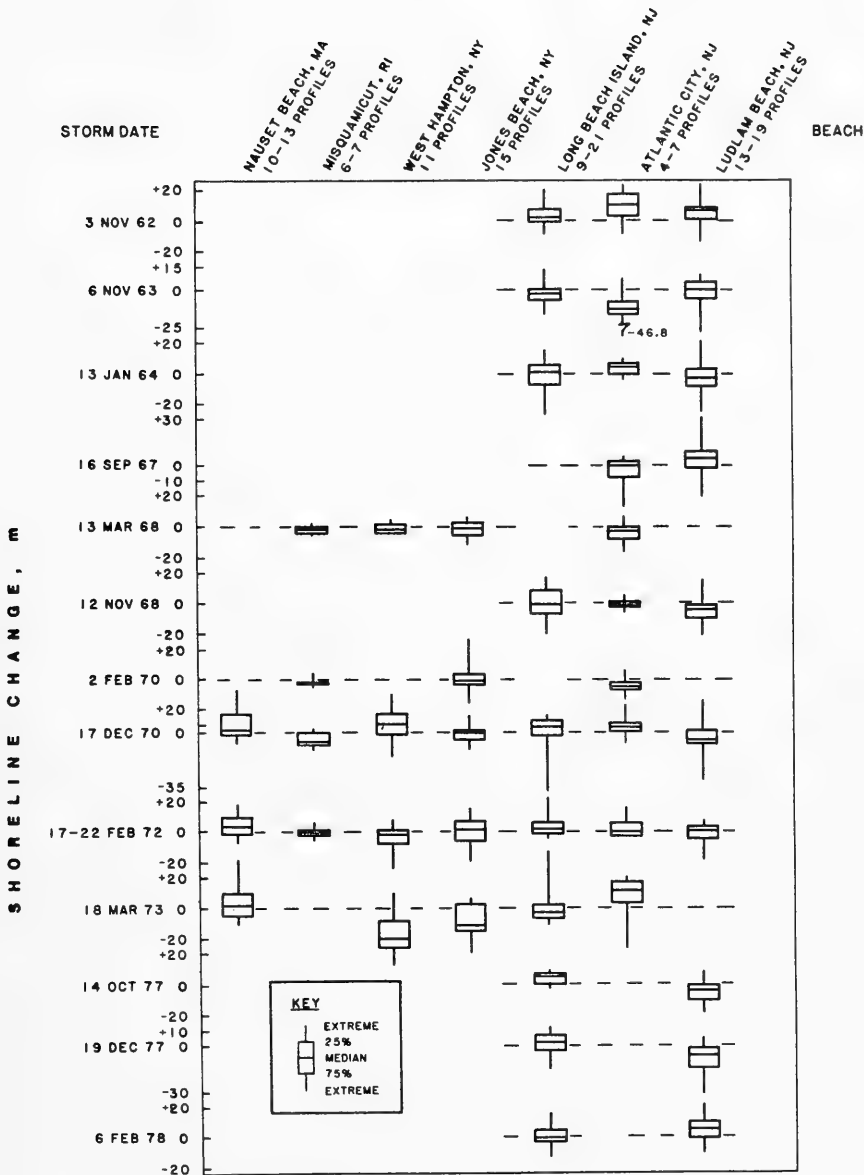 STORM DATE
NAUSET BEACH, MA
10-13 PROFILES
MISQUAMICUT, RI
6-7 PROFILES
WEST HAMPTON, NY
11 PROFILES
JONES BEACH, NY
15 PROFILES
LONG BEACH ISLAND, NJ
9-21 PROFILES
ATLANTIC CITY, NJ
4-7 PROFILES
LUDLAM BEACH, NJ
13-19 PROFILES
BEACH
SHORELINE CHANGE, m
+20
3 NOV 62 0
-20
+15
6 NOV 63 0
-25
-46.8
+20
13 JAN 64 0
-20
+30
16 SEP 67 0
-10
+20
13 MAR 68 0
-20
+20
12 NOV 68 0
-20
+20
2 FEB 70 0
+20
17 DEC 70 0
-35
+20
17-22 FEB 72 0
-20
+20
18 MAR 73 0
-20
+20
14 OCT 77 0
-20
+10
19 DEC 77 0
-30
+20
6 FEB 78 0
-20
KEY
EXTREME
25%
MEDIAN
75%
EXTREME